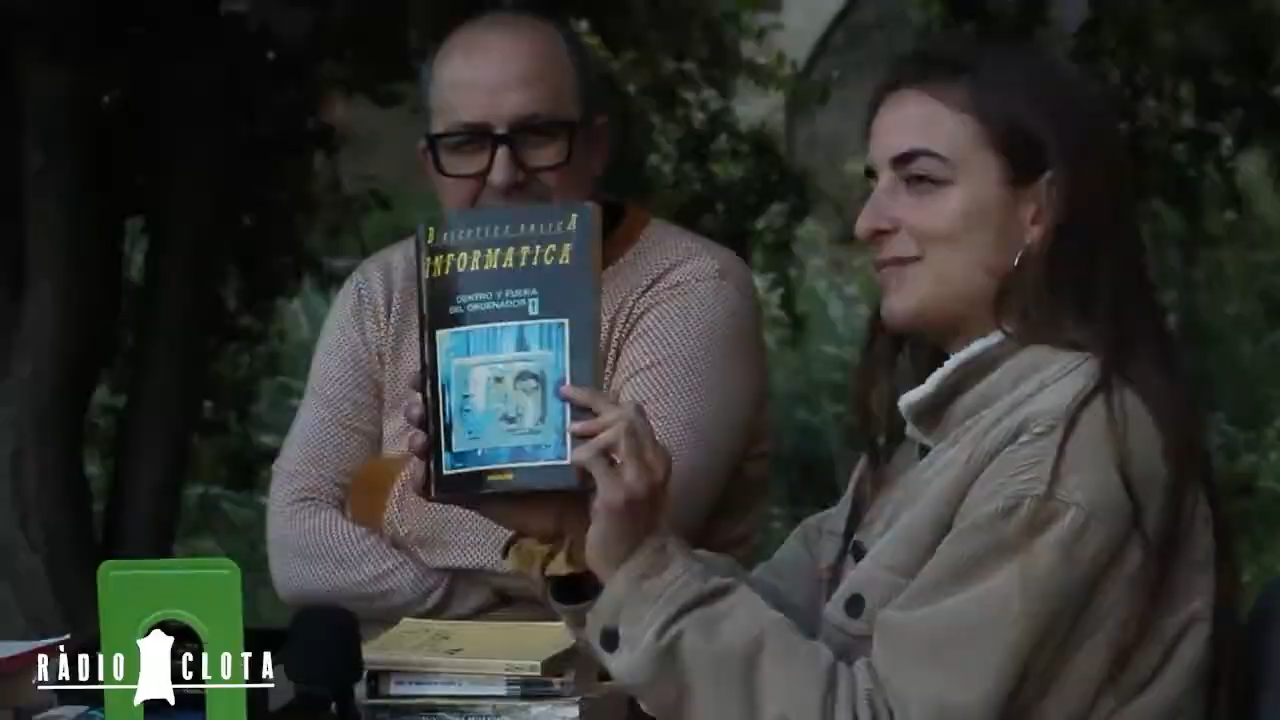 BIBLIOTECA BASICA
INFORMATICA
DENTRO Y FUERA
DEL ORDENADOR 1
RÀDIO CLOTA